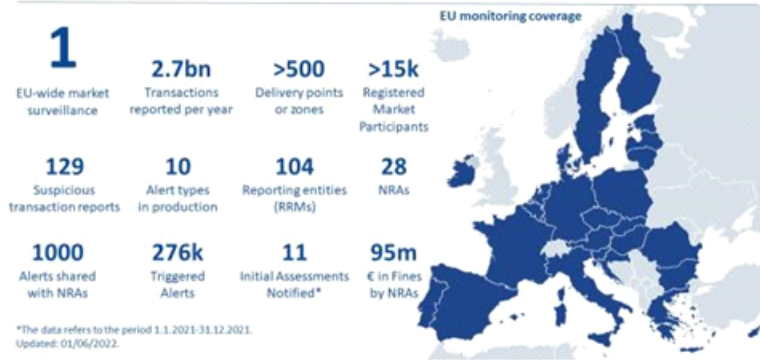 EU monitoring coverage
1
EU-wide market
surveillance
2.7bn
Transactions
reported per year
>500
Delivery points
or zones
>15k
Registered
Market
Participants
129
Suspicious
transaction reports
10
Alert types
in production
104
Reporting entities
(RRMs)
28
NRAs
1000
Alerts shared
with NRAs
276k
Triggered
Alerts
11
Initial Assessments
Notified*
95m
€ in Fines
by NRAs
*The data refers to the period 1.1.2021-31.12.2021.
Updated: 01/06/2022.